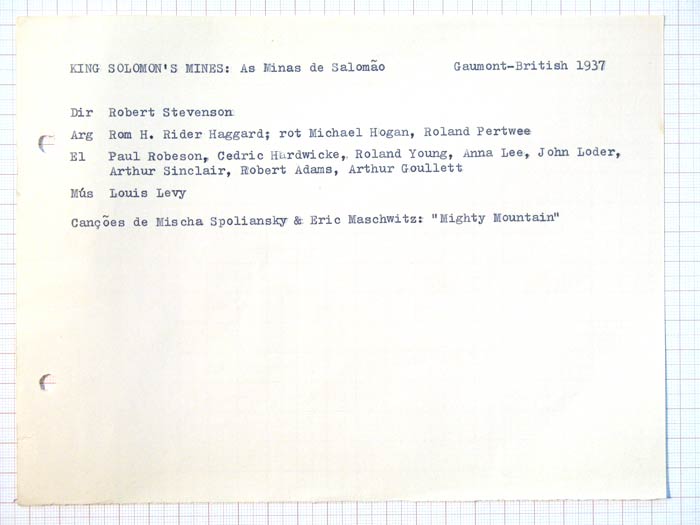 KING SOLOMON'S MINES: As Minas de Salomão Gaumont-British 1937
Dir Robert Stevenson
Arg Rom H. Rider Haggard; rot Michael Hogan, Roland Pertwee
El Paul Robeson, Cedric Hardwicke, Roland Young, Anna Lee, John Loder,
Arthur Sinclair, Robert Adams, Arthur Goullett
Mús Louis Levy
Canções de Mischa Spoliansky & Eric Maschwitz: "Mighty Mountain"